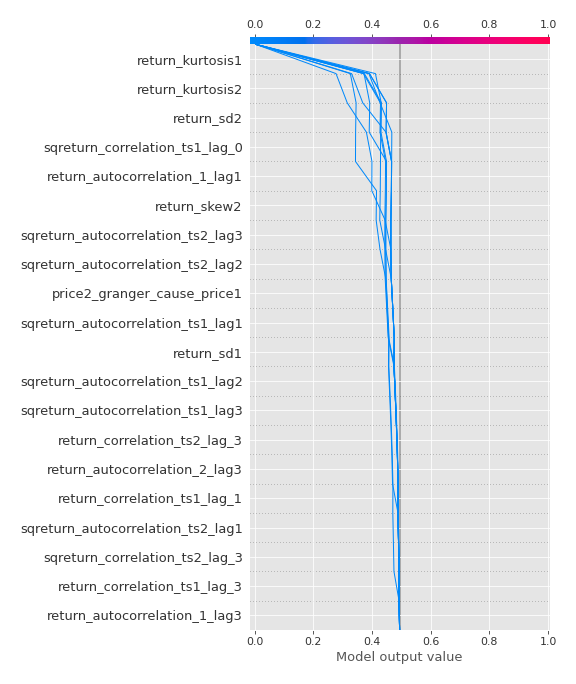 0.0 0.2 0.4 0.6 0.8 1.0
return_kurtosis1
return_kurtosis2
return_sd2
sqreturn_correlation_ts1_lag_0
return_autocorrelation_1_lag1
return_skew2
sqreturn_autocorrelation_ts2_lag3
sqreturn_autocorrelation_ts2_lag2
price2_granger_cause_price1
sqreturn_autocorrelation_ts1_lag1
return_sd1
sqreturn_autocorrelation_ts1_lag2
sqreturn_autocorrelation_ts1_lag3
return_correlation_ts2_lag_3
return_autocorrelation_2_lag3
return_correlation_ts1_lag_1
sqreturn_autocorrelation_ts2_lag1
sqreturn_correlation_ts2_lag_3
return_correlation_ts1_lag_3
return_autocorrelation_1_lag3
0.0 0.2 0.4 0.6 0.8 1.0
Model output value